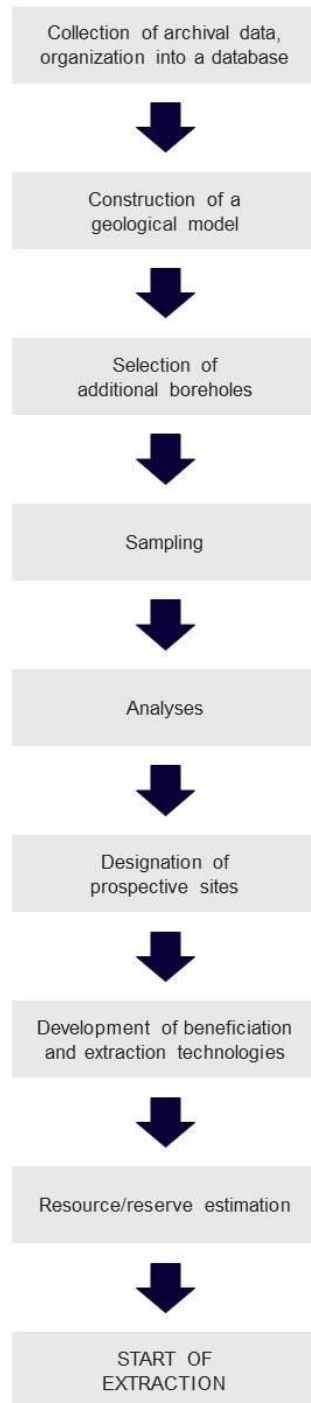 Collection of archival data,
organization into a database
Construction of a
geological model
Selection of
additional boreholes
Sampling
Analyses
Designation of
prospective sites
Development of beneficiation
and extraction technologies
Resource/reserve estimation
START OF
EXTRACTION